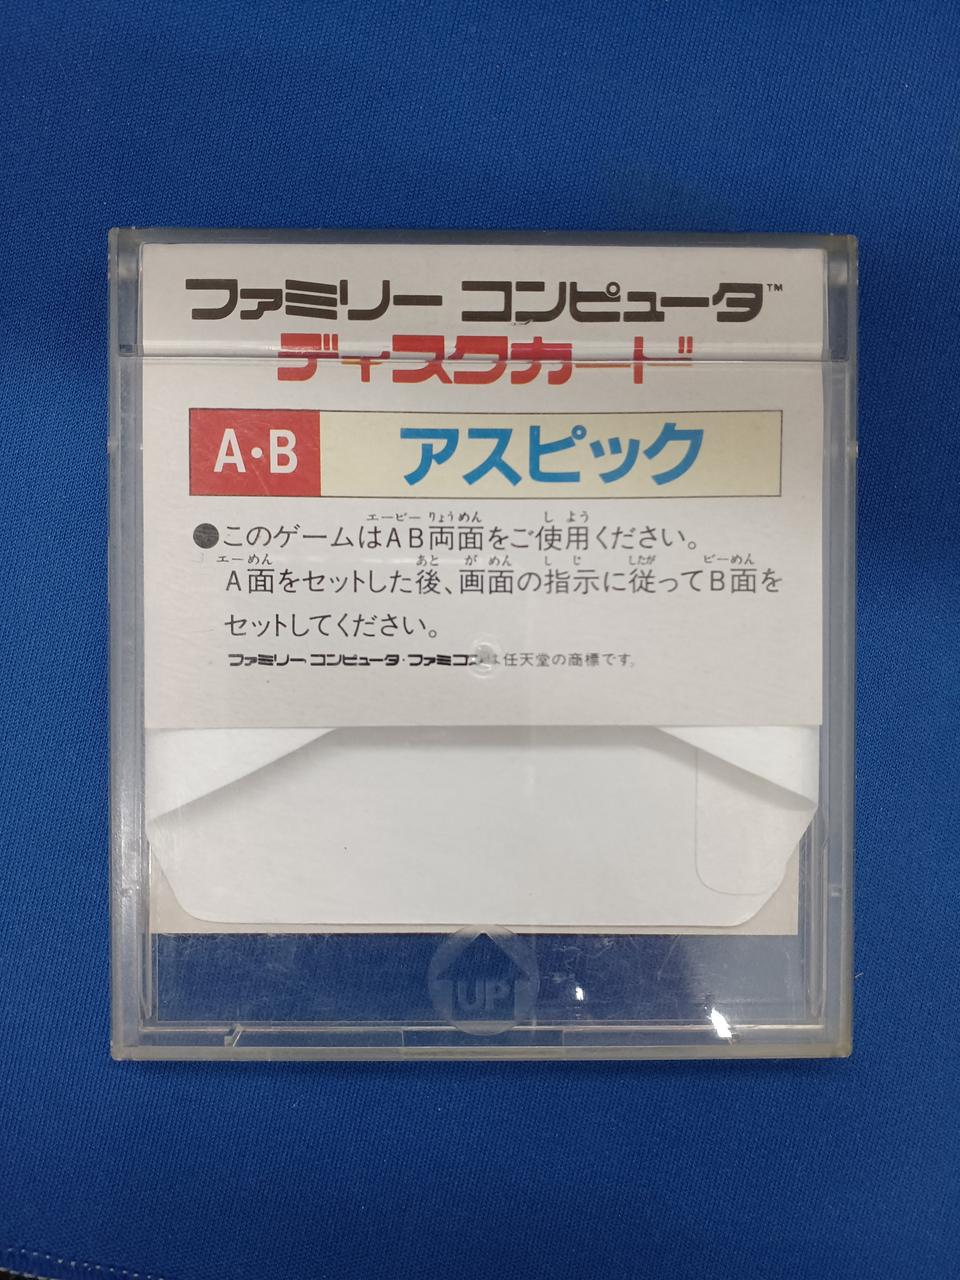 ファミリー コンピュータ™
ディスクカード
A・B アスピック
エービー りょうめん し よう
●このゲームはAB両面をご使用ください。
エーめん あと が めん し じ したが ビーめん
A面をセットした後、画面の指示に従ってB面を
セットしてください。
ファミリーコンピュータ・ファミコンは任天堂の商標です。
UP